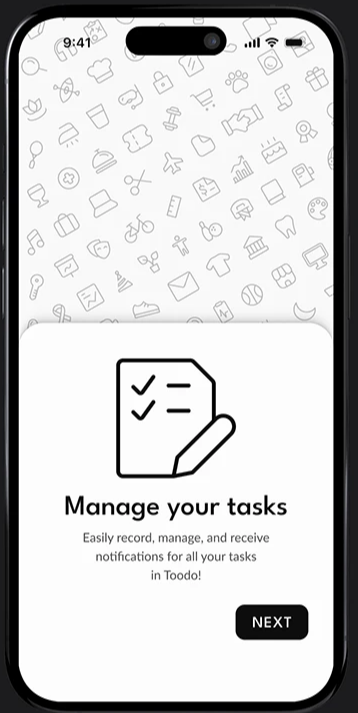 9:41
Manage your tasks
Easily record, manage, and receive
notifications for all your tasks
in Toodo!
NEXT